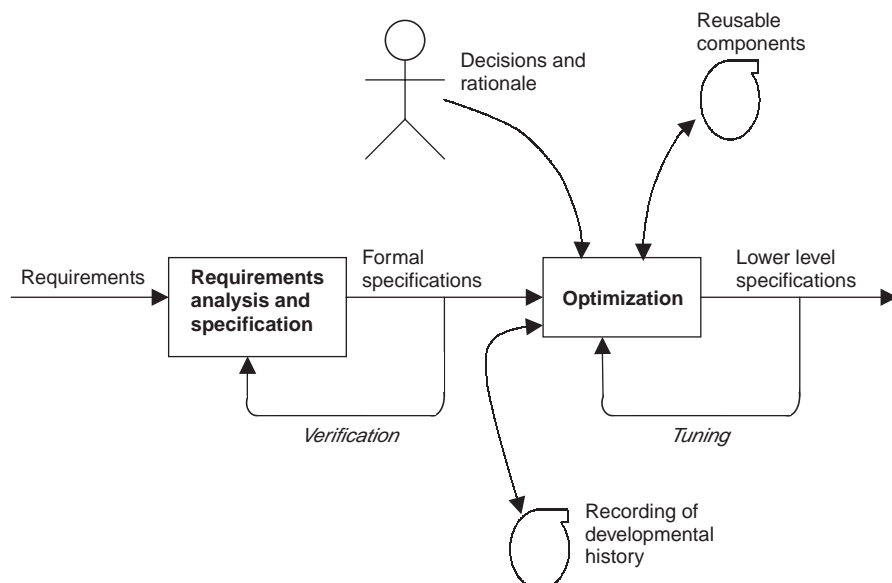 Reusable
components
Decisions and
rationale
Requirements
Requirements
analysis and
specification
Formal
specifications
Optimization
Lower level
specifications
Verification
Tuning
Recording of
developmental
history